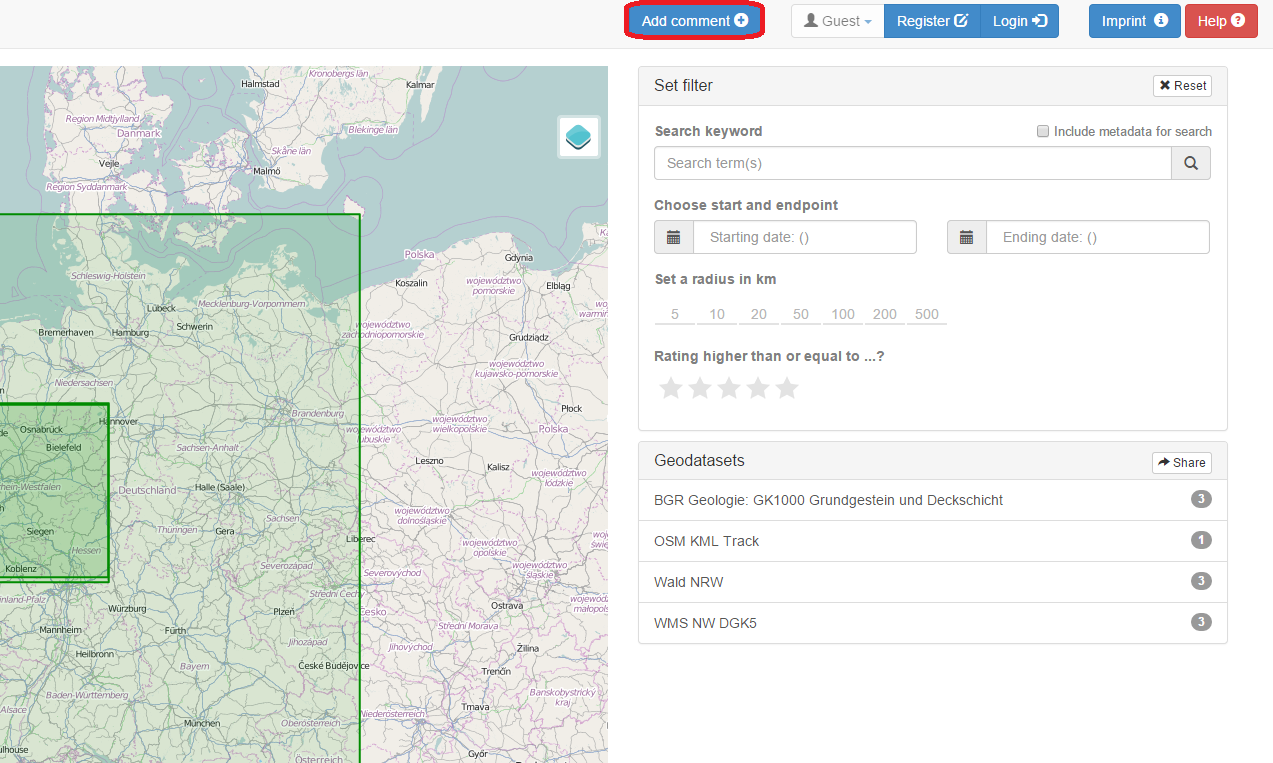 Add comment
Guest
Register
Login
Imprint
Help
Kronobergs län
Halmstad
Kalmar
Region Midtjylland
Danmark
Blekinge län
Skåne län
Vejle
Malmö
Region Syddanmark
Polska
Gdynia
Schleswig-Holstein
Koszalin
województwo
pomorskie
Elbląg
Mecklenburg-Vorpommern
Lübeck
Bremerhaven
Hamburg
Schwerin
województwo
zachodniopomorskie
Grudziądz
Niedersachsen
województwo
kujawsko-pomorskie
Płock
Hannover
Brandenburg
Osnabrück
województwo
lubuskie
województwo
wielkopolskie
Polska
Bielefeld
Sachsen-Anhalt
Leszno
Kalisz
województwo
łódzkie
Deutschland
Halle (Saale)
województwo
dolnośląskie
Sachsen
Siegen
Thüringen
Gera
Liberec
województwo
opolskie
Hessen
Koblenz
Severozápad
Severovýchod
województwo
śląskie
Střední Čechy
Česko
Würzburg
Plzeň
Ostrava
Mannheim
Fürth
Střední Morava
Jihozápad
Jihovýchod
Žilina
Heilbronn
Bayern
České Budějovice
Trenčín
Baden-Württemberg
Banskobystrický
kraj
Trnava
Niederösterreich
München
Oberösterreich
Győr
Österreich
Set filter
Reset
Search keyword
Include metadata for search
Search term(s)
Choose start and endpoint
Starting date: ()
Ending date: ()
Set a radius in km
5 10 20 50 100 200 500
Rating higher than or equal to ...?
Geodatasets
Share
BGR Geologie: GK1000 Grundgestein und Deckschicht 3
OSM KML Track 1
Wald NRW 3
WMS NW DGK5 3